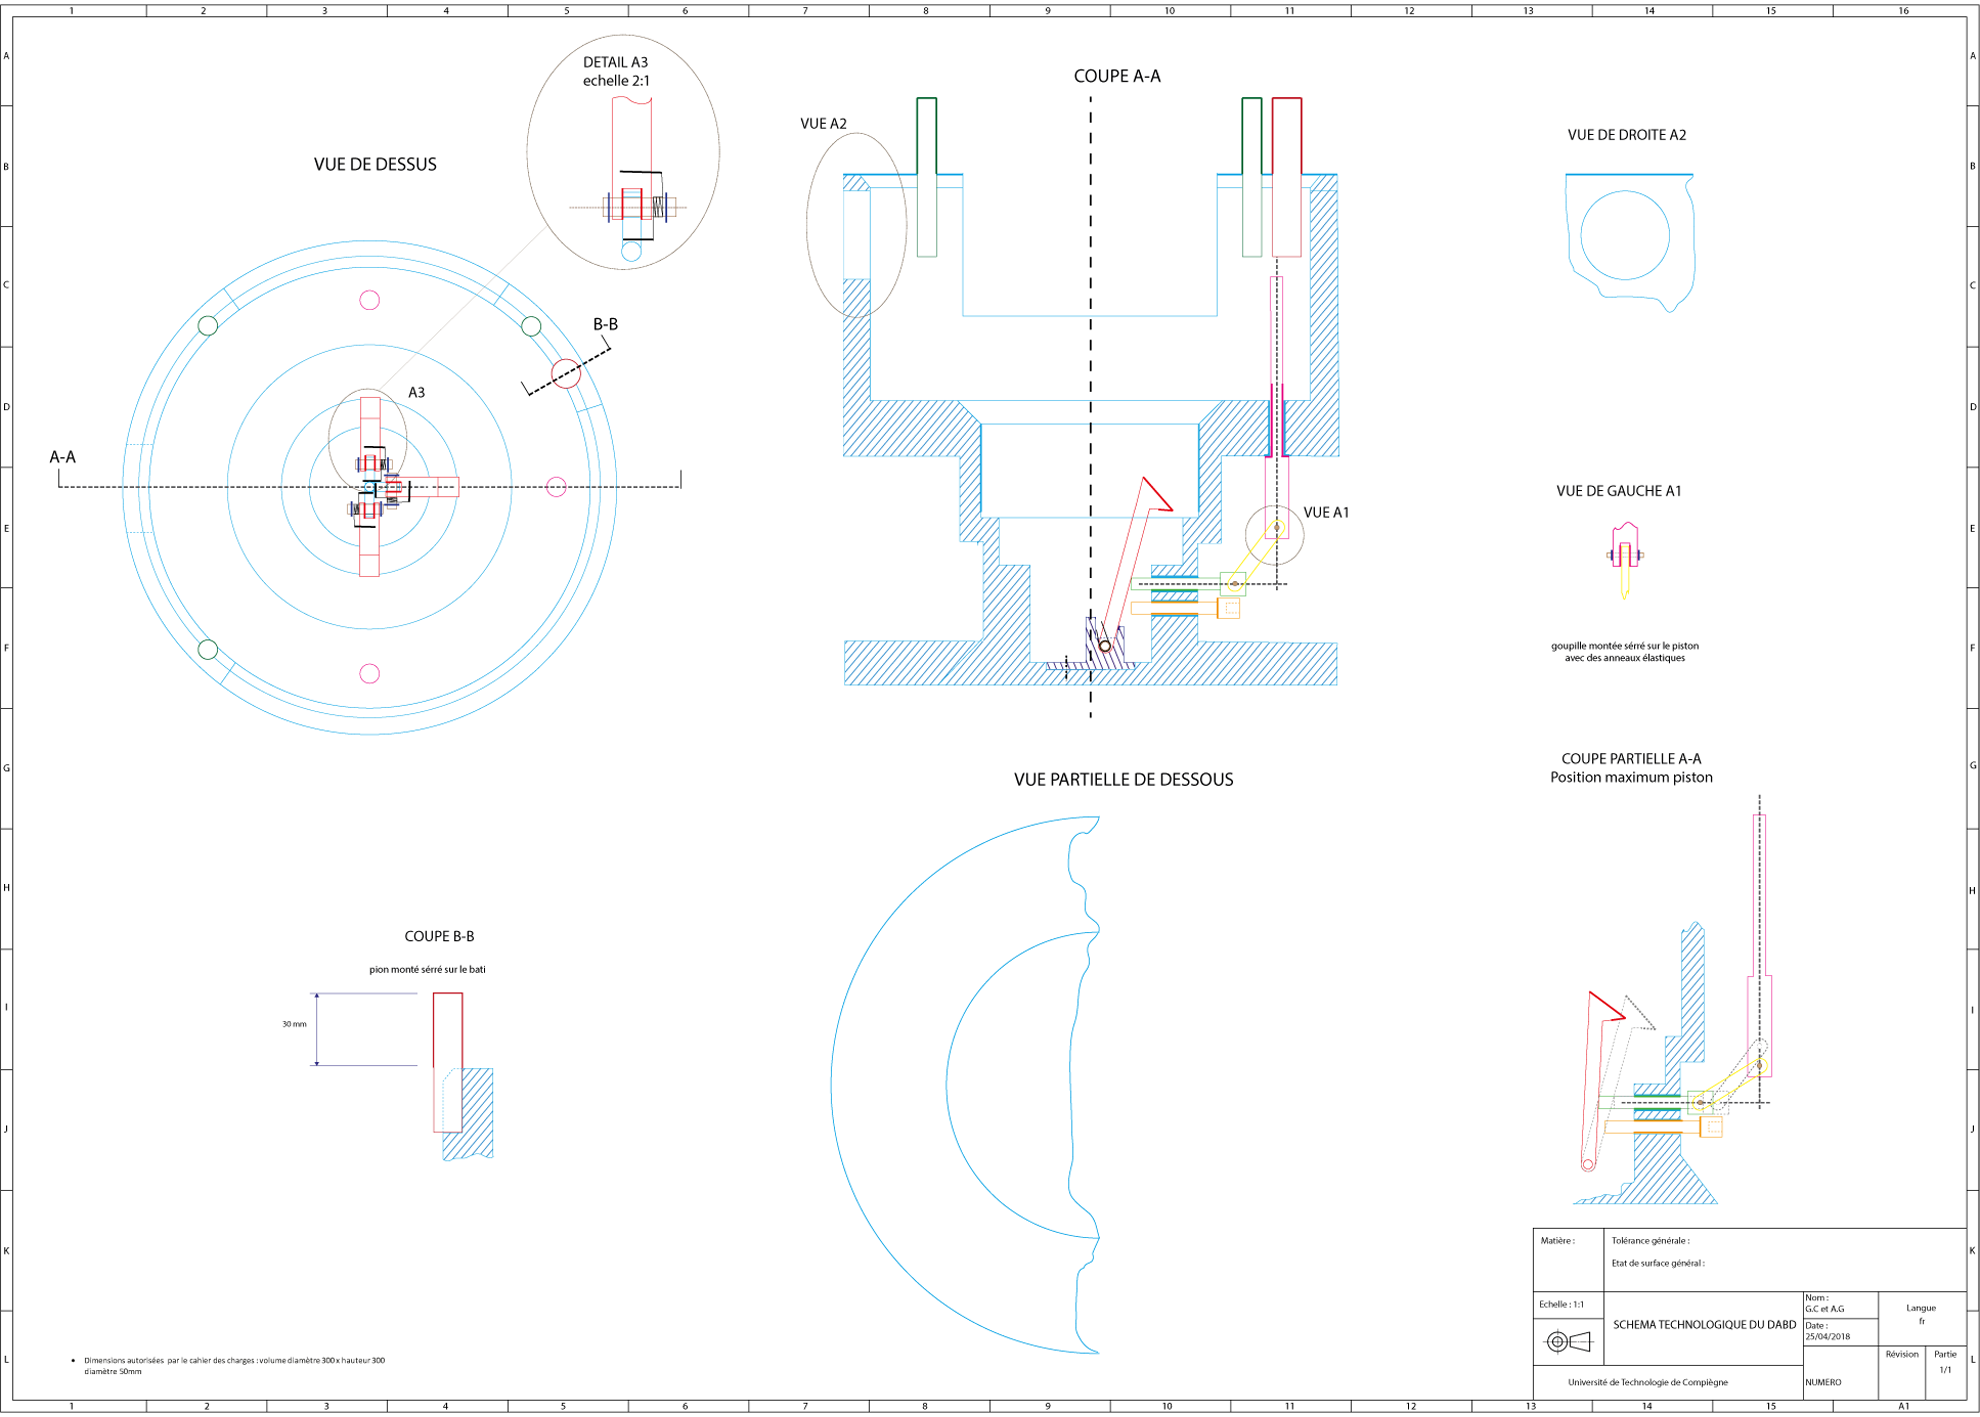 1 2 3 4 5 6 7 8 9 10 11 12 13 14 15 16
A A
B B
C C
D D
E E
F F
G G
H H
I I
J J
K K
L L
DETAIL A3
echelle 2:1
VUE DE DESSUS
B-B
A3
A-A
COUPE A-A
VUE A2
VUE A1
VUE DE DROITE A2
VUE DE GAUCHE A1
goupille montée sérré sur le piston
avec des anneaux élastiques
VUE PARTIELLE DE DESSOUS
COUPE PARTIELLE A-A
Position maximum piston
COUPE B-B
pion monté sérré sur le bati
30 mm
• Dimensions autorisées par le cahier des charges : volume diamètre 300 x hauteur 300
diamètre 50mm
Matière :
Tolérance générale :
Etat de surface général :
Echelle : 1:1
SCHEMA TECHNOLOGIQUE DU DABD
Nom :
G.C et A.G
Date :
25/04/2018
Langue
fr
Révision
Partie
1/1
Université de Technologie de Compiègne
NUMERO
1 2 3 4 5 6 7 8 9 10 11 12 13 14 15 A1